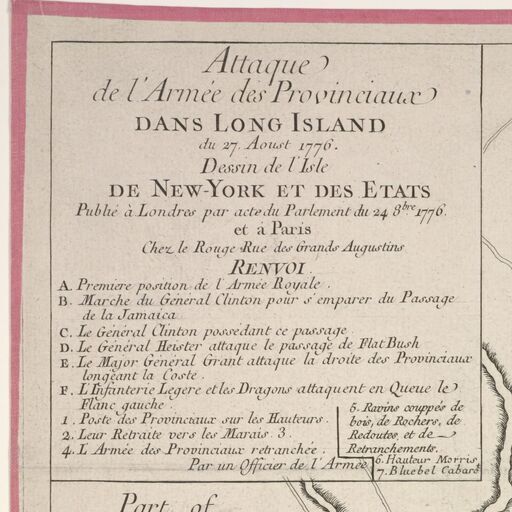 Attaque
de l'Armée des Provinciaux
DANS LONG ISLAND
du 27. Aoust 1776.
Dessin de l'Isle
DE NEW-YORK ET DES ETATS
Publié à Londres par acte du Parlement du 24 8bre 1776.
et á Paris
Chez le Rouge Rue des Grands Augustins
RENVOI.
A. Premiere position de l'Armée Royale.
B. Marche du Général Clinton pour s'emparer du Passage
de la Jamaica
C. Le Général Clinton possédant ce passage.
D. Le Général Heister attaque le passage de Flat Bush
E. Le Major Général Grant attaque la droite des Provinciaux
longeant la Coste.
F. L'Infanterie Legere et les Dragons attaquent en Queue le
Flanc gauche.
1. Poste des Provinciaux sur les Hauteurs.
2. Leur Retraite vers les Marais. 3.
4. L'Armée des Provinciaux retranchée.
Par un Officier de l'Armée
5. Ravins couppés de
bois, de Rochers, de
Redoutes, et de
Retranchements.
6. Hauteur Morris
7. Bluebel Cabaret
Part of